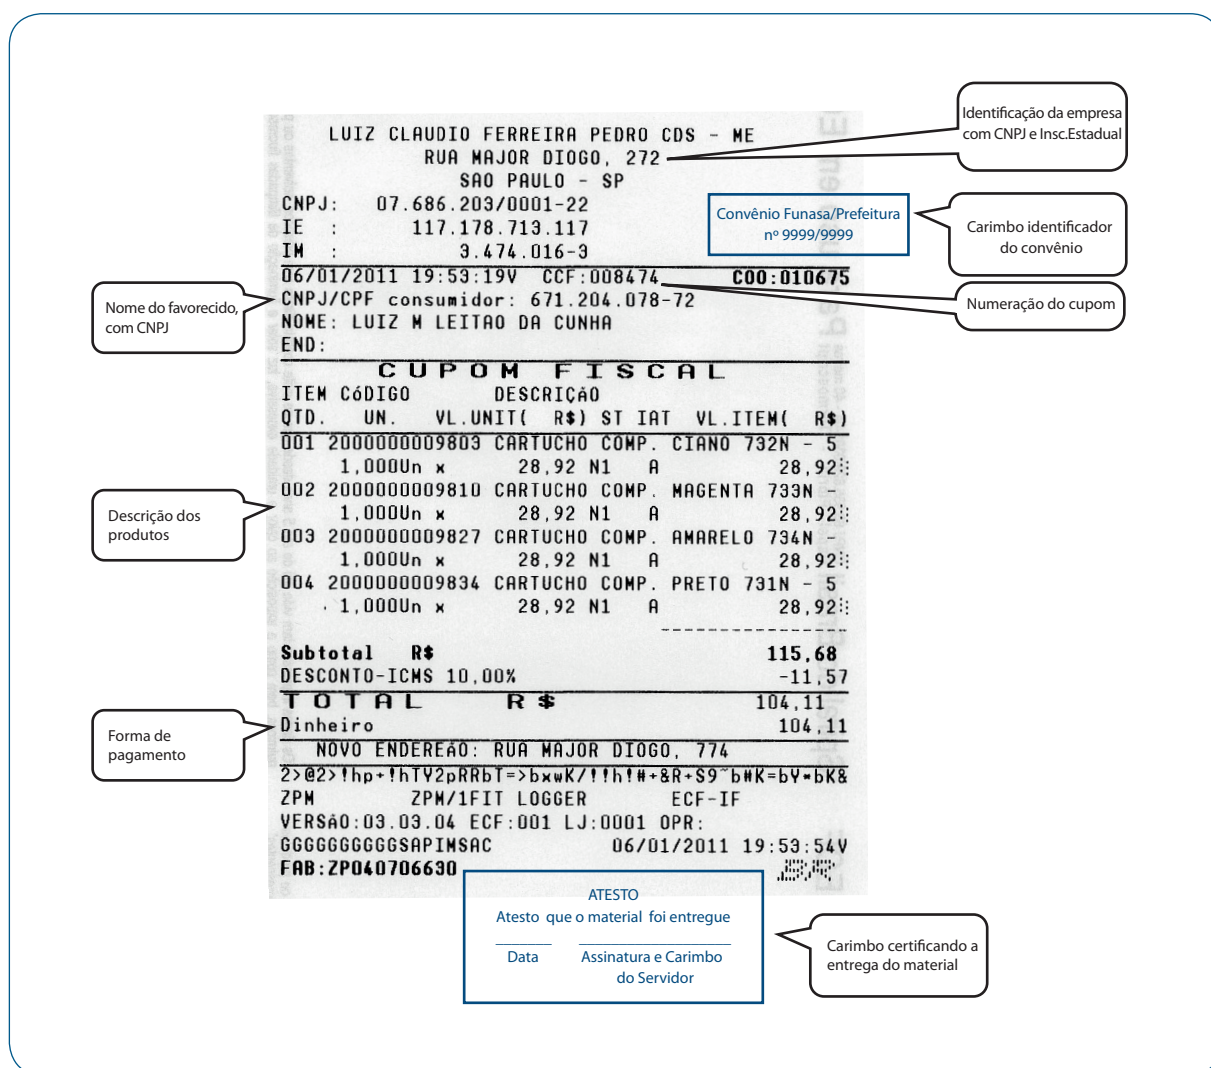 LUIZ CLAUDIO FERREIRA PEDRO CDS - ME
RUA MAJOR DIOGO, 272
SAO PAULO - SP
CNPJ: 07.686.203/0001-22
IE : 117.178.713.117
IM : 3.474.016-3
06/01/2011 19:53:19V CCF:008474 COO:010675
CNPJ/CPF consumidor: 671.204.078-72
NOME: LUIZ M LEITAO DA CUNHA
END:
CUPOM FISCAL
ITEM CóDIGO DESCRIÇÃO
QTD. UN. VL.UNIT( R$) ST IAT VL.ITEM( R$)
001 2000000009803 CARTUCHO COMP. CIANO 732N - 5
1,000Un x 28,92 N1 A 28,92
002 2000000009810 CARTUCHO COMP. MAGENTA 733N -
1,000Un x 28,92 N1 A 28,92
003 2000000009827 CARTUCHO COMP. AMARELO 734N -
1,000Un x 28,92 N1 A 28,92
004 2000000009834 CARTUCHO COMP. PRETO 731N - 5
1,000Un x 28,92 N1 A 28,92
Subtotal R$ 115,68
DESCONTO-ICMS 10,00% -11,57
TOTAL R$ 104,11
Dinheiro 104,11
NOVO ENDEREÃO: RUA MAJOR DIOGO, 774
ZPM ZPM/1FIT LOGGER ECF-IF
VERSÃO:03.03.04 ECF:001 LJ:0001 OPR:
GGGGGGGGGGSAPIMSAC 06/01/2011 19:53:54V
FAB:ZP040706630
Identificação da empresa
com CNPJ e Insc.Estadual
Convênio Funasa/Prefeitura
nº 9999/9999
Carimbo identificador
do convênio
Numeração do cupom
Nome do favorecido,
com CNPJ
Descrição dos
produtos
Forma de
pagamento
ATESTO
Atesto que o material foi entregue
Data Assinatura e Carimbo
do Servidor
Carimbo certificando a
entrega do material